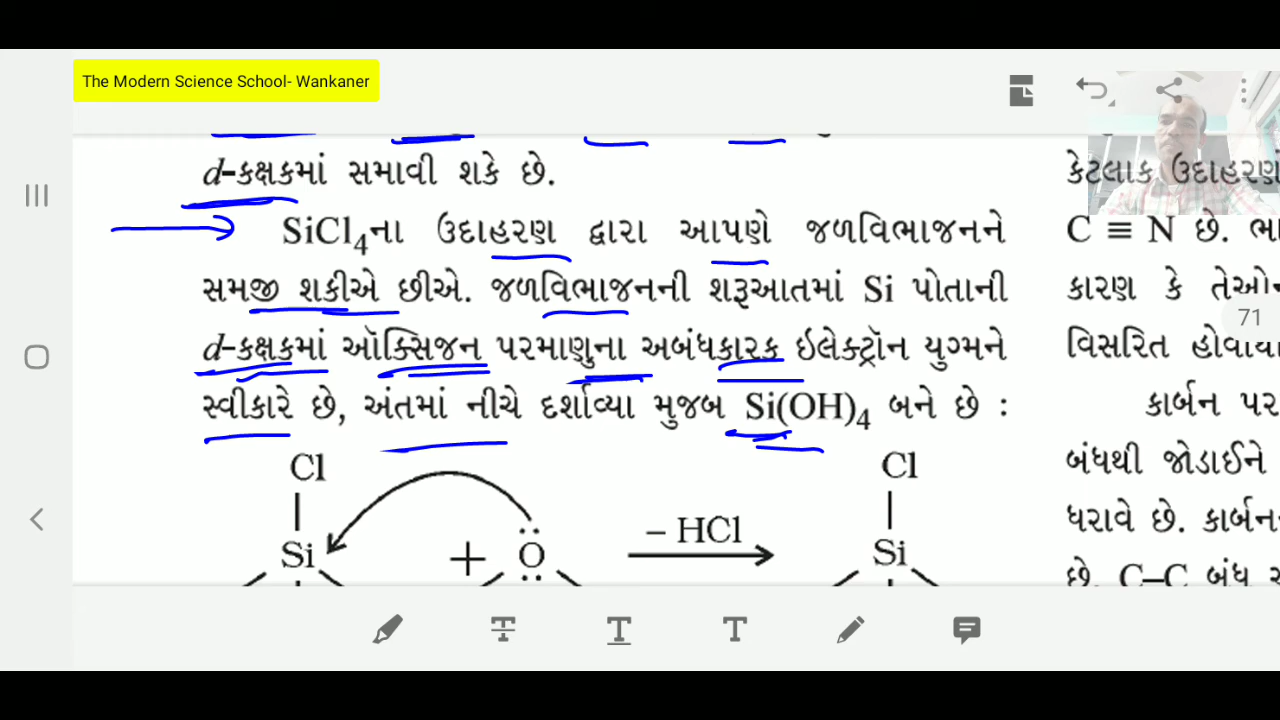 The Modern Science School- Wankaner
d-કક્ષકમાં સમાવી શકે છે.
SiCl4ના ઉદાહરણ દ્વારા આપણે જળવિભાજનને
સમજી શકીએ છીએ. જળવિભાજનની શરૂઆતમાં Si પોતાની
d-કક્ષકમાં ઑક્સિજન પરમાણુના અબંધકારક ઇલેક્ટ્રૉન યુગ્મને
સ્વીકારે છે, અંતમાં નીચે દર્શાવ્યા મુજબ Si(OH)4 બને છે :
Cl
Si + O – HCl
Cl
Si
કેટલાક ઉદાહરણો
C ≡ N છે.
કારણ કે
71
વિસરિત
કાર્બન
બંધથી જોડાઈને
ધરાવે છે.
છે. C–C બંધ
T